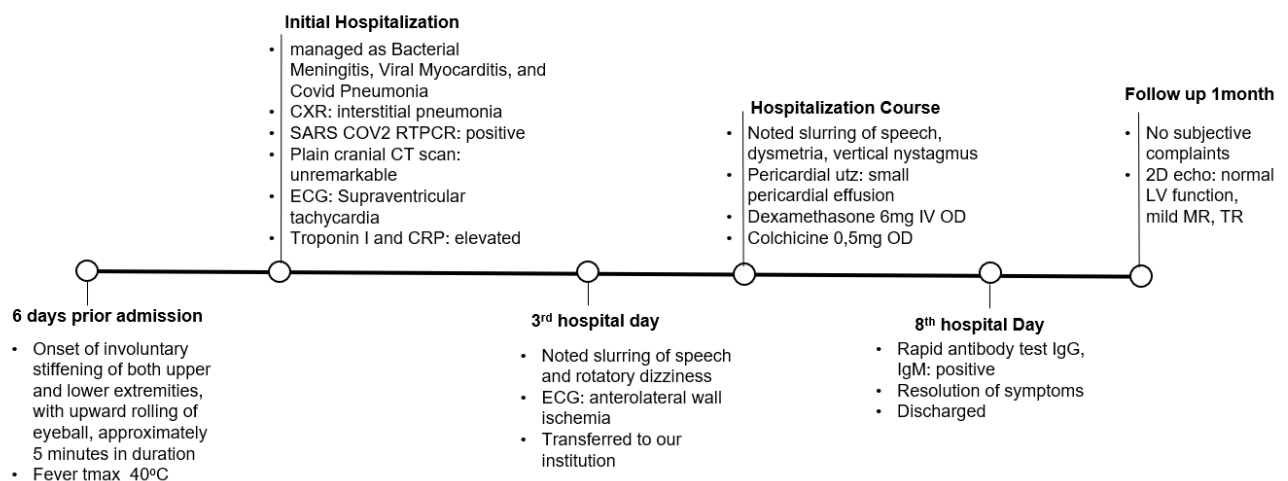 Initial Hospitalization
• managed as Bacterial
Meningitis, Viral Myocarditis, and
Covid Pneumonia
• CXR: interstitial pneumonia
• SARS COV2 RTPCR: positive
• Plain cranial CT scan:
unremarkable
• ECG: Supraventricular
tachycardia
• Troponin I and CRP: elevated
Hospitalization Course
• Noted slurring of speech,
dysmetria, vertical nystagmus
• Pericardial utz: small
pericardial effusion
• Dexamethasone 6mg IV OD
• Colchicine 0,5mg OD
Follow up 1month
• No subjective
complaints
• 2D echo: normal
LV function,
mild MR, TR
6 days prior admission
• Onset of involuntary
stiffening of both upper
and lower extremities,
with upward rolling of
eyeball, approximately
5 minutes in duration
• Fever tmax 40ºC
3rd hospital day
• Noted slurring of speech
and rotatory dizziness
• ECG: anterolateral wall
ischemia
• Transferred to our
institution
8th hospital Day
• Rapid antibody test IgG,
IgM: positive
• Resolution of symptoms
• Discharged